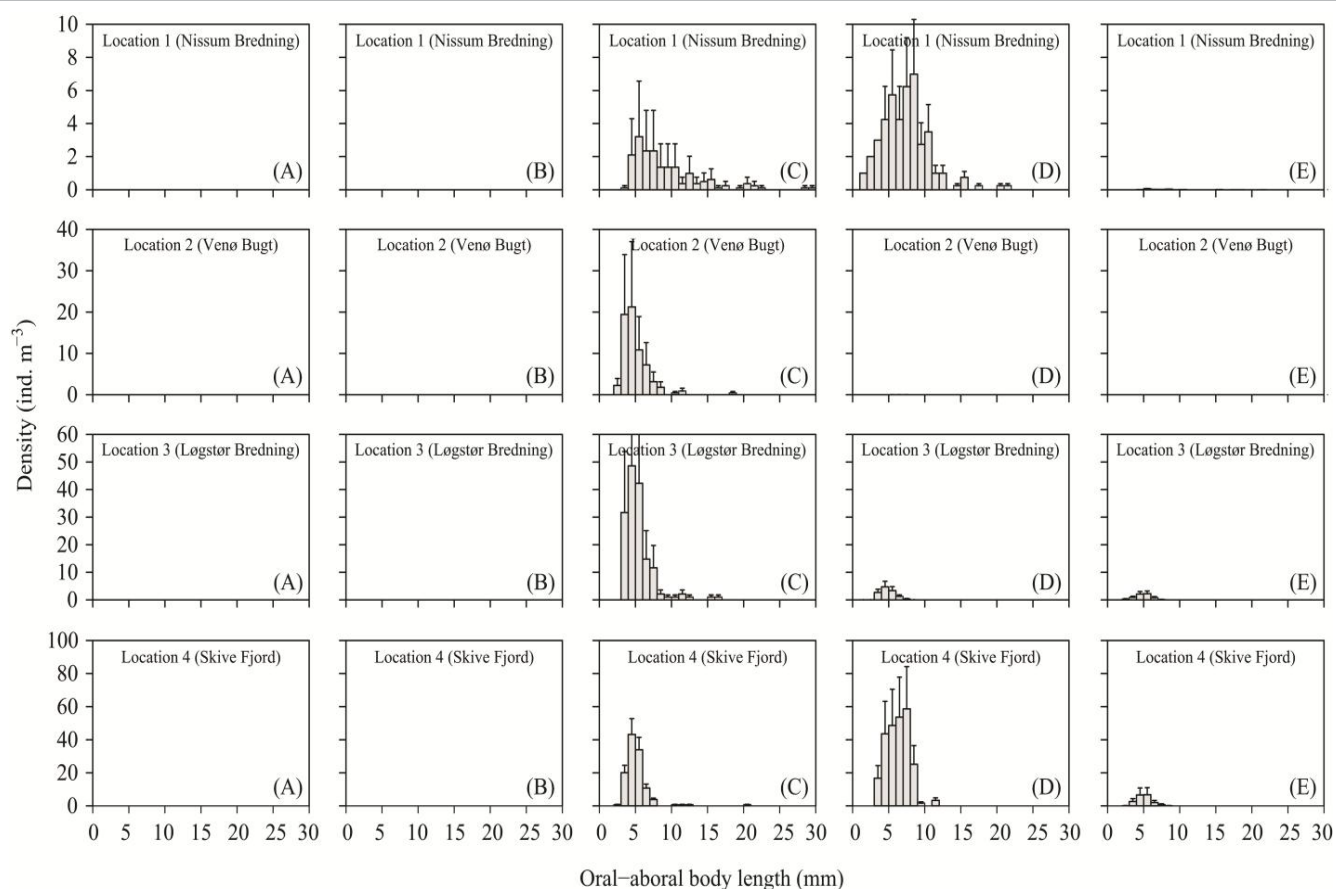 Density (ind. m⁻³)
10
8
6
4
2
0
Location 1 (Nissum Bredning)
(A)
Location 1 (Nissum Bredning)
(B)
Location 1 (Nissum Bredning)
(C)
Location 1 (Nissum Bredning)
(D)
Location 1 (Nissum Bredning)
(E)
40
30
20
10
0
Location 2 (Venø Bugt)
(A)
Location 2 (Venø Bugt)
(B)
Location 2 (Venø Bugt)
(C)
Location 2 (Venø Bugt)
(D)
Location 2 (Venø Bugt)
(E)
60
50
40
30
20
10
0
Location 3 (Løgstør Bredning)
(A)
Location 3 (Løgstør Bredning)
(B)
Location 3 (Løgstør Bredning)
(C)
Location 3 (Løgstør Bredning)
(D)
Location 3 (Løgstør Bredning)
(E)
100
80
60
40
20
0
Location 4 (Skive Fjord)
(A)
Location 4 (Skive Fjord)
(B)
Location 4 (Skive Fjord)
(C)
Location 4 (Skive Fjord)
(D)
Location 4 (Skive Fjord)
(E)
0 5 10 15 20 25 30
0 5 10 15 20 25 30
0 5 10 15 20 25 30
0 5 10 15 20 25 30
0 5 10 15 20 25 30
Oral−aboral body length (mm)